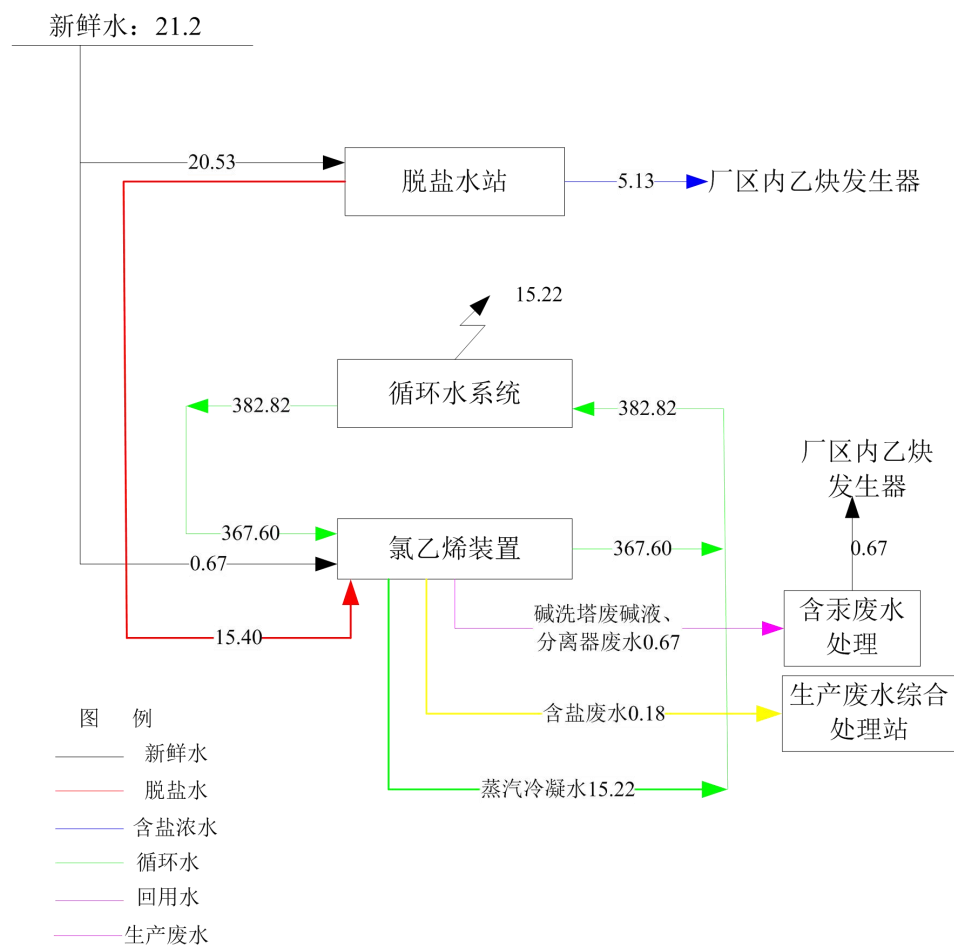 新鲜水：21.2
20.53
脱盐水站
5.13
厂区内乙炔发生器
15.22
循环水系统
382.82
382.82
厂区内乙炔
发生器
367.60
氯乙烯装置
367.60
0.67
0.67
15.40
碱洗塔废碱液、
分离器废水0.67
含汞废水
处理
含盐废水0.18
生产废水综合
处理站
蒸汽冷凝水15.22
图 例
新鲜水
脱盐水
含盐浓水
循环水
回用水
生产废水